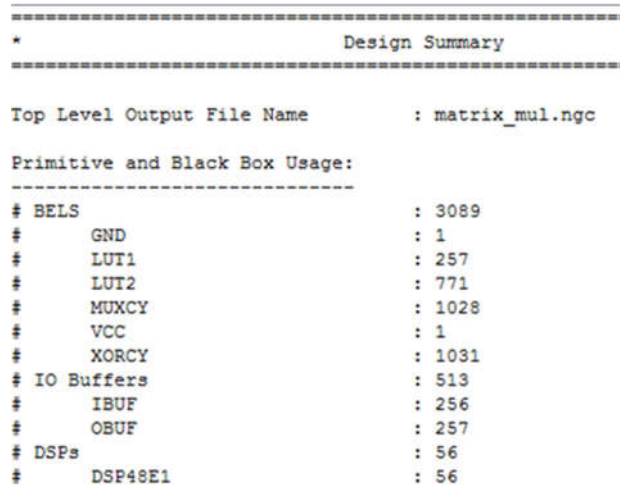 =====================================================
* Design Summary
=====================================================
Top Level Output File Name : matrix_mul.ngc
Primitive and Black Box Usage:
------------------------------
# BELS : 3089
# GND : 1
# LUT1 : 257
# LUT2 : 771
# MUXCY : 1028
# VCC : 1
# XORCY : 1031
# IO Buffers : 513
# IBUF : 256
# OBUF : 257
# DSPs : 56
# DSP48E1 : 56